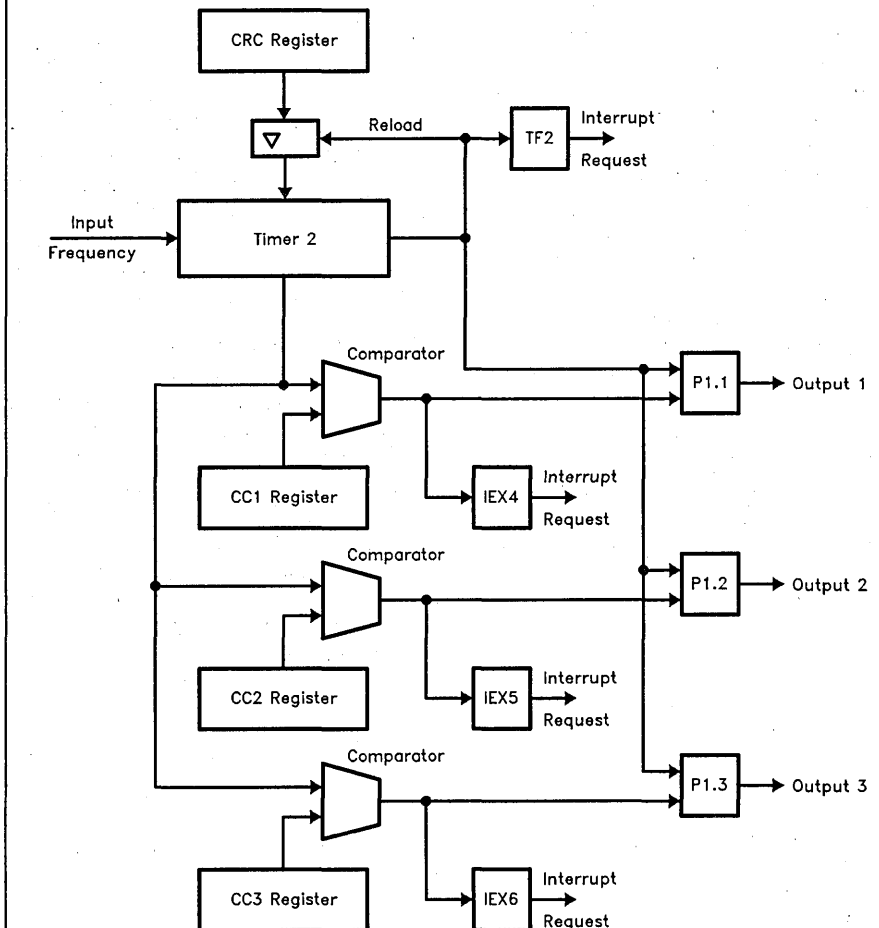 CRC Register
Reload
TF2
Interrupt
Request
Input
Frequency
Timer 2
Comparator
P1.1
Output 1
CC1 Register
IEX4
Interrupt
Request
Comparator
P1.2
Output 2
CC2 Register
IEX5
Interrupt
Request
Comparator
P1.3
Output 3
CC3 Register
IEX6
Interrupt
Request